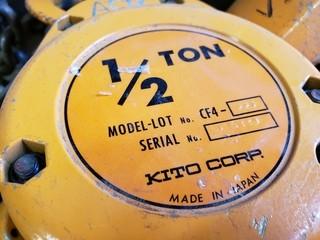 1/2 TON
MODEL-LOT No. CF4-
SERIAL No.
KITO CORP.
MADE IN JAPAN